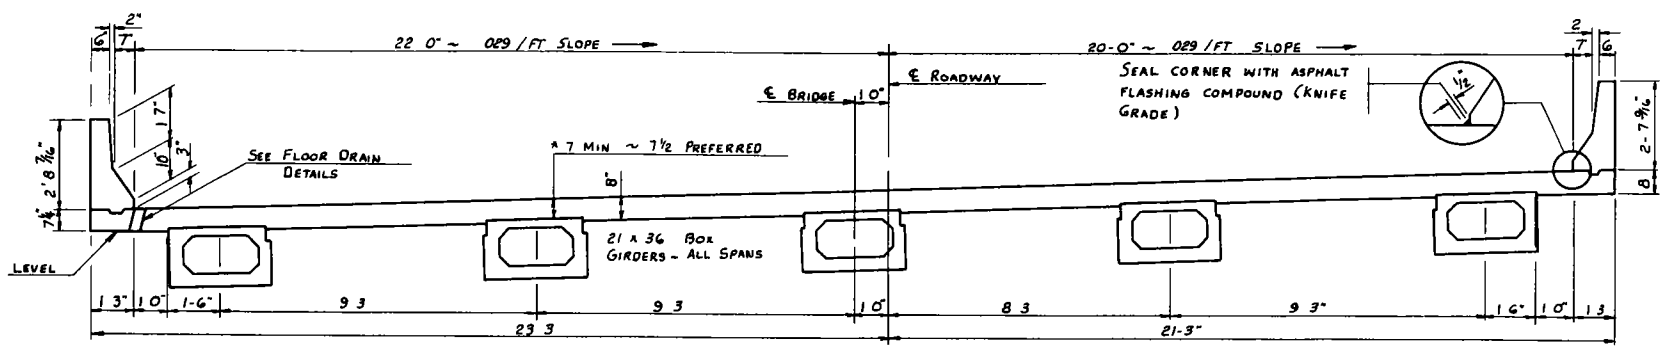 2"
6" 7"
22 0" ~ 029 /FT SLOPE
20-0" ~ 029 /FT SLOPE
2
7 6
℄ ROADWAY
℄ BRIDGE 10"
SEAL CORNER WITH ASPHALT
FLASHING COMPOUND (KNIFE
GRADE)
1/2"
1 7"
10"
3"
2' 8 7/16"
7 1/4"
SEE FLOOR DRAIN
DETAILS
* 7 MIN ~ 7 1/2 PREFERRED
8"
2-7 9/16"
8
21 x 36 BOX
GIRDERS ~ ALL SPANS
LEVEL
1 3" 1 0" 1-6" 9 3 9 3 1 0" 8 3 9 3" 1 6" 1 0" 1 3
23 3 21-3"